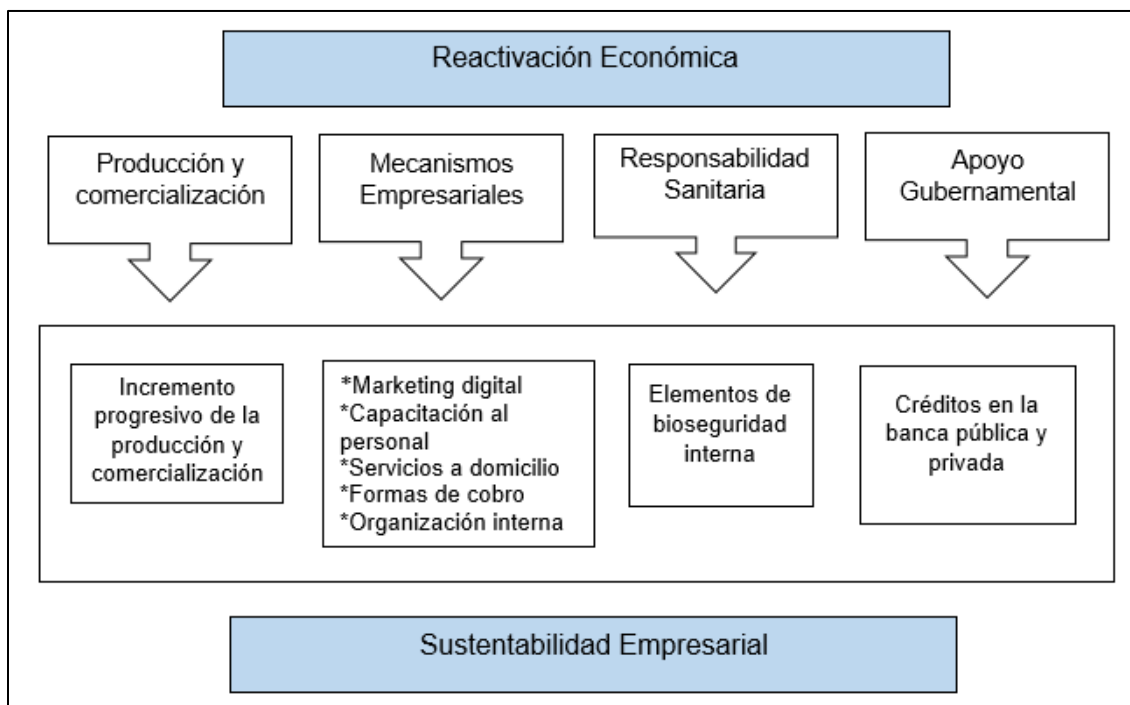 Reactivación Económica
Producción y
comercialización
Mecanismos
Empresariales
Responsabilidad
Sanitaria
Apoyo
Gubernamental
Incremento
progresivo de la
producción y
comercialización
*Marketing digital
*Capacitación al
personal
*Servicios a domicilio
*Formas de cobro
*Organización interna
Elementos de
bioseguridad
interna
Créditos en la
banca pública y
privada
Sustentabilidad Empresarial